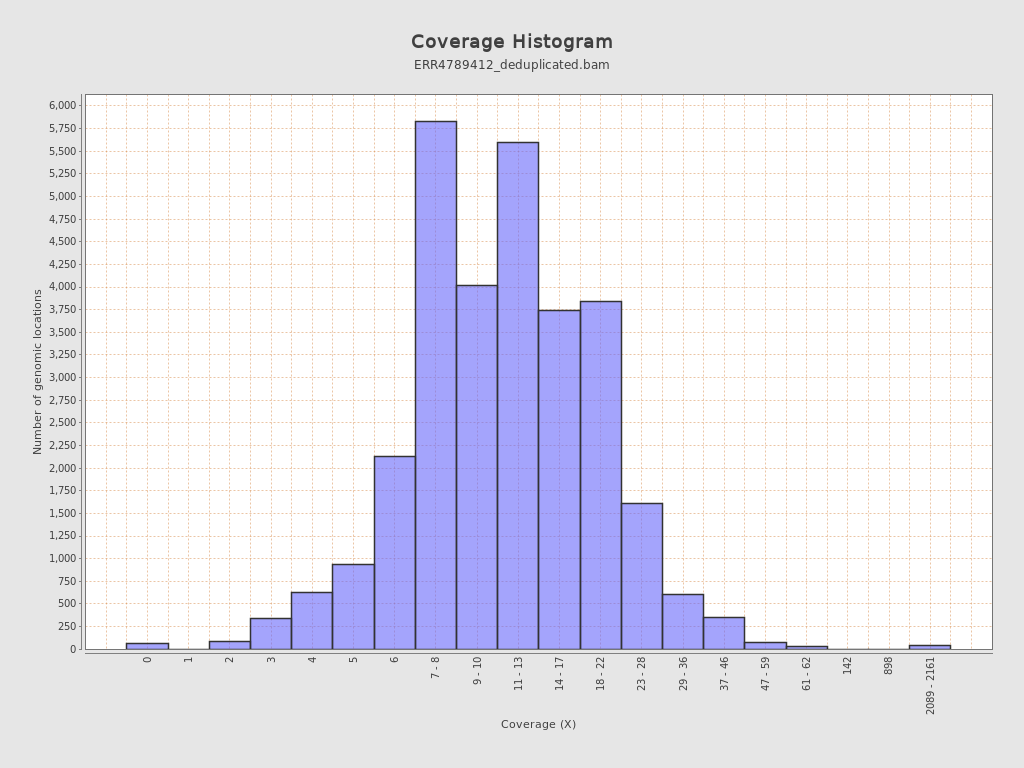 Coverage Histogram
ERR4789412_deduplicated.bam
6,000
5,750
5,500
5,250
5,000
4,750
4,500
4,250
4,000
3,750
3,500
3,250
3,000
2,750
2,500
2,250
2,000
1,750
1,500
1,250
1,000
750
500
250
0
Number of genomic locations
0
1
2
3
4
5
6
7 - 8
9 - 10
11 - 13
14 - 17
18 - 22
23 - 28
29 - 36
37 - 46
47 - 59
61 - 62
142
898
2089 - 2161
Coverage (X)